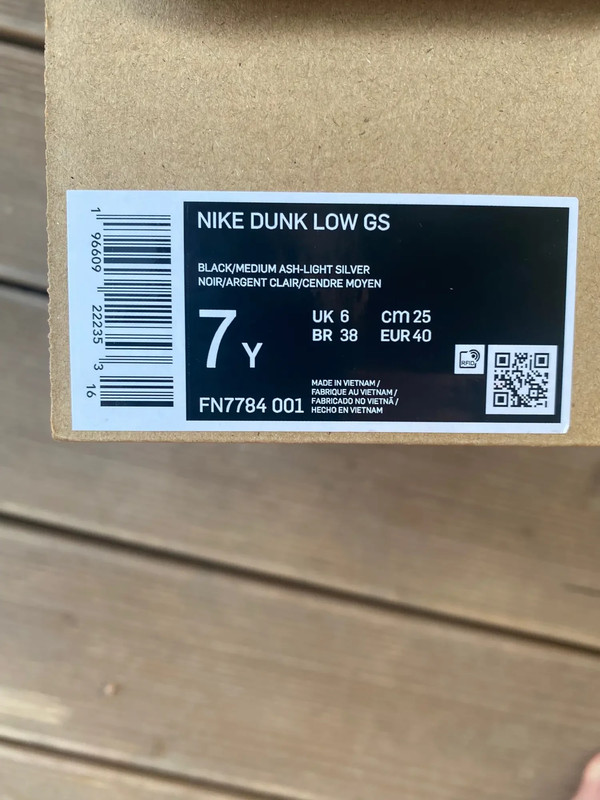 NIKE DUNK LOW GS
BLACK/MEDIUM ASH-LIGHT SILVER
NOIR/ARGENT CLAIR/CENDRE MOYEN
7 Y
UK 6 cm 25
BR 38 EUR 40
RFID
FN7784 001
MADE IN VIETNAM /
FABRIQUE AU VIETNAM /
FABRICADO NO VIETNÃ /
HECHO EN VIETNAM
1 96609 22235 3
16